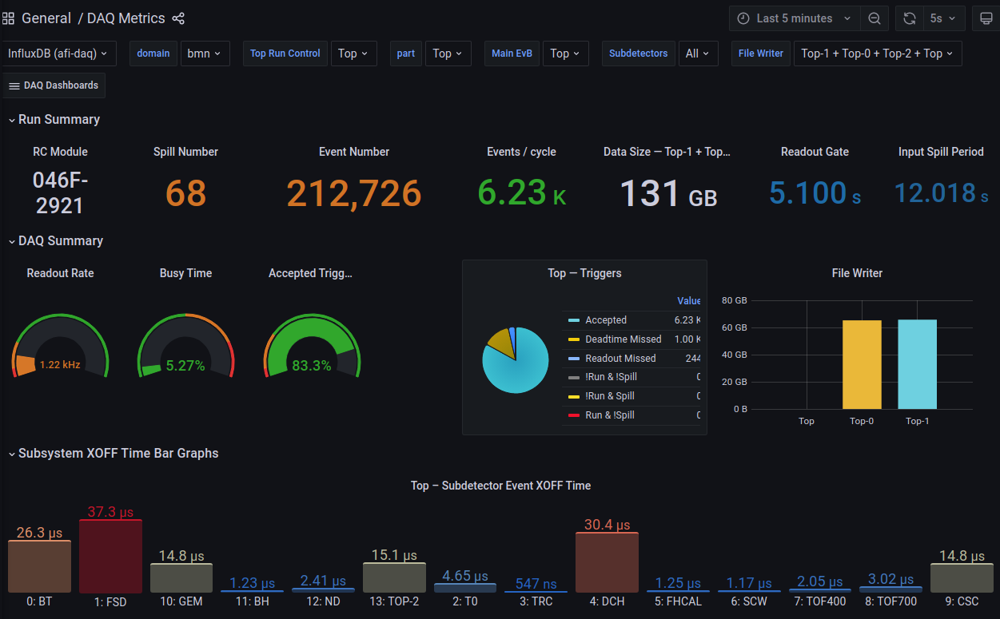 General / DAQ Metrics
Last 5 minutes
5s
InfluxDB (afi-daq)
domain
bmn
Top Run Control
Top
part
Top
Main EvB
Top
Subdetectors
All
File Writer
Top-1 + Top-0 + Top-2 + Top
DAQ Dashboards
Run Summary
RC Module
046F-
2921
Spill Number
68
Event Number
212,726
Events / cycle
6.23 K
Data Size — Top-1 + Top...
131 GB
Readout Gate
5.100 s
Input Spill Period
12.018 s
DAQ Summary
Readout Rate
1.22 kHz
Busy Time
5.27%
Accepted Trigg...
83.3%
Top — Triggers
Value
Accepted 6.23 K
Deadtime Missed 1.00 K
Readout Missed 244
!Run & !Spill 0
!Run & Spill 0
Run & !Spill 0
File Writer
80 GB
60 GB
40 GB
20 GB
0 B
Top
Top-0
Top-1
Subsystem XOFF Time Bar Graphs
Top – Subdetector Event XOFF Time
26.3 µs
37.3 µs
14.8 µs
1.23 µs
2.41 µs
15.1 µs
4.65 µs
547 ns
30.4 µs
1.25 µs
1.17 µs
2.05 µs
3.02 µs
14.8 µs
0: BT
1: FSD
10: GEM
11: BH
12: ND
13: TOP-2
2: T0
3: TRC
4: DCH
5: FHCAL
6: SCW
7: TOF400
8: TOF700
9: CSC